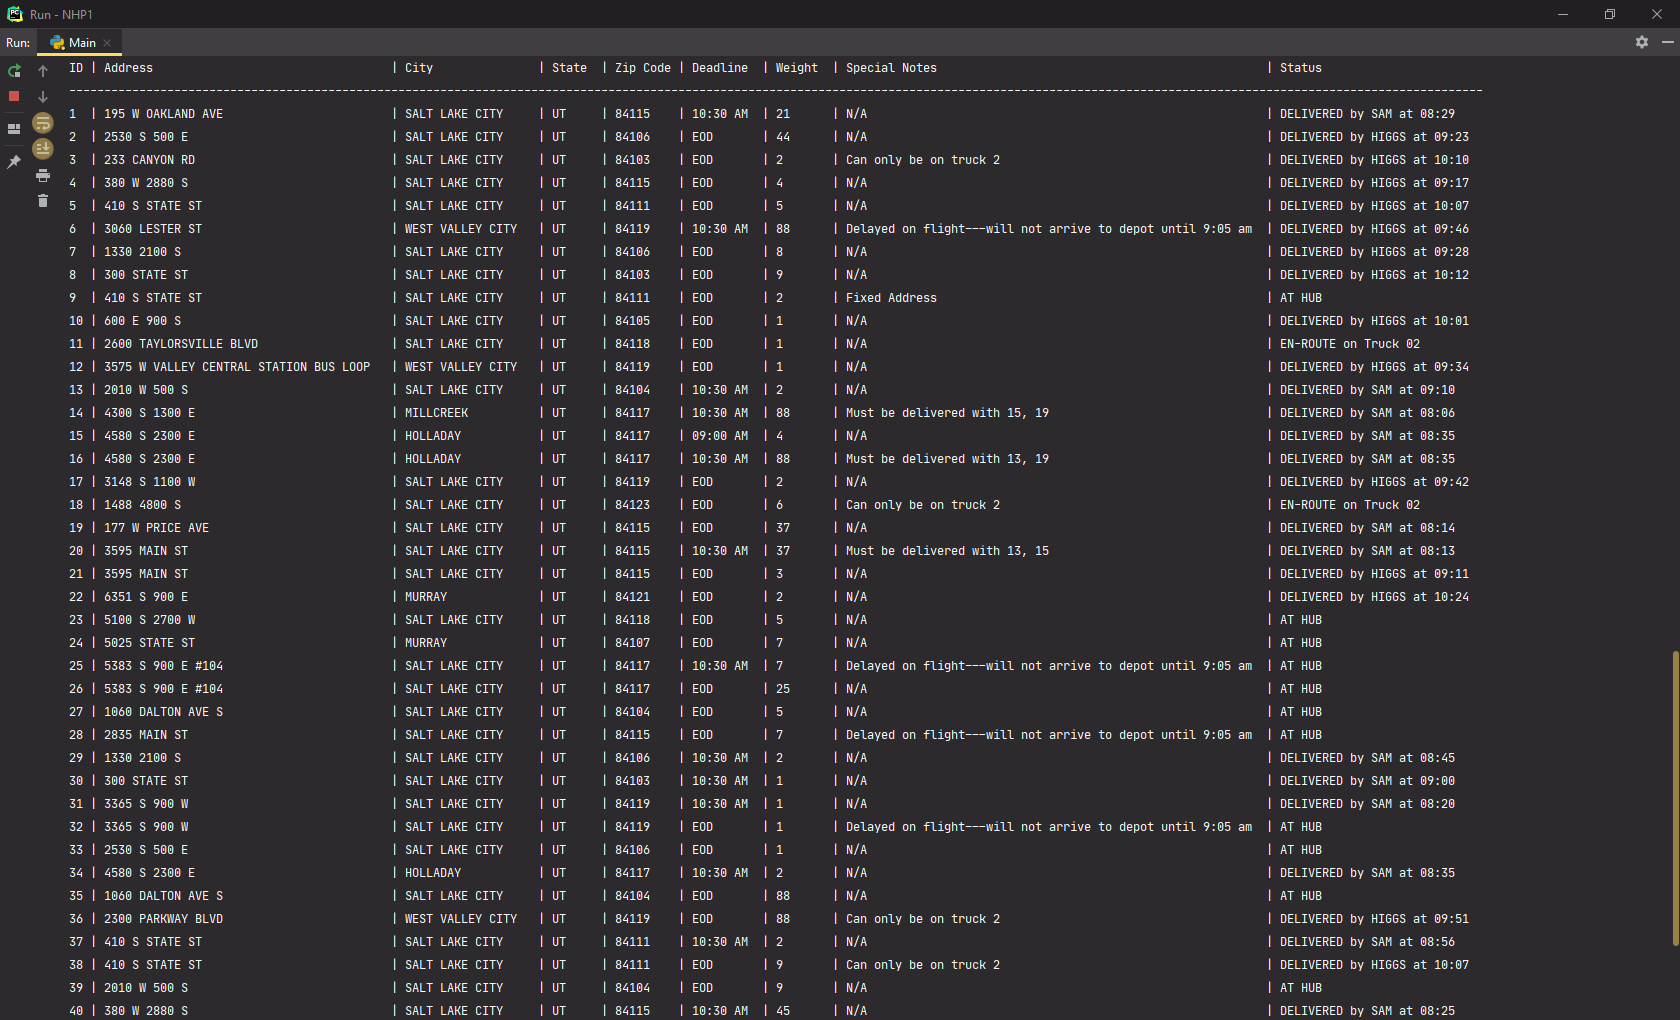 Run - NHP1
Run: Main
ID | Address | City | State | Zip Code | Deadline | Weight | Special Notes | Status
----------------------------------------------------------------------------------------------------
1 | 195 W OAKLAND AVE | SALT LAKE CITY | UT | 84115 | 10:30 AM | 21 | N/A | DELIVERED by SAM at 08:29
2 | 2530 S 500 E | SALT LAKE CITY | UT | 84106 | EOD | 44 | N/A | DELIVERED by HIGGS at 09:23
3 | 233 CANYON RD | SALT LAKE CITY | UT | 84103 | EOD | 2 | Can only be on truck 2 | DELIVERED by HIGGS at 10:10
4 | 380 W 2880 S | SALT LAKE CITY | UT | 84115 | EOD | 4 | N/A | DELIVERED by HIGGS at 09:17
5 | 410 S STATE ST | SALT LAKE CITY | UT | 84111 | EOD | 5 | N/A | DELIVERED by HIGGS at 10:07
6 | 3060 LESTER ST | WEST VALLEY CITY | UT | 84119 | 10:30 AM | 88 | Delayed on flight---will not arrive to depot until 9:05 am | DELIVERED by HIGGS at 09:46
7 | 1330 2100 S | SALT LAKE CITY | UT | 84106 | EOD | 8 | N/A | DELIVERED by HIGGS at 09:28
8 | 300 STATE ST | SALT LAKE CITY | UT | 84103 | EOD | 9 | N/A | DELIVERED by HIGGS at 10:12
9 | 410 S STATE ST | SALT LAKE CITY | UT | 84111 | EOD | 2 | Fixed Address | AT HUB
10 | 600 E 900 S | SALT LAKE CITY | UT | 84105 | EOD | 1 | N/A | DELIVERED by HIGGS at 10:01
11 | 2600 TAYLORSVILLE BLVD | SALT LAKE CITY | UT | 84118 | EOD | 1 | N/A | EN-ROUTE on Truck 02
12 | 3575 W VALLEY CENTRAL STATION BUS LOOP | WEST VALLEY CITY | UT | 84119 | EOD | 1 | N/A | DELIVERED by HIGGS at 09:34
13 | 2010 W 500 S | SALT LAKE CITY | UT | 84104 | 10:30 AM | 2 | N/A | DELIVERED by SAM at 09:10
14 | 4300 S 1300 E | MILLCREEK | UT | 84117 | 10:30 AM | 88 | Must be delivered with 15, 19 | DELIVERED by SAM at 08:06
15 | 4580 S 2300 E | HOLLADAY | UT | 84117 | 09:00 AM | 4 | N/A | DELIVERED by SAM at 08:35
16 | 4580 S 2300 E | HOLLADAY | UT | 84117 | 10:30 AM | 88 | Must be delivered with 13, 19 | DELIVERED by SAM at 08:35
17 | 3148 S 1100 W | SALT LAKE CITY | UT | 84119 | EOD | 2 | N/A | DELIVERED by HIGGS at 09:42
18 | 1488 4800 S | SALT LAKE CITY | UT | 84123 | EOD | 6 | Can only be on truck 2 | EN-ROUTE on Truck 02
19 | 177 W PRICE AVE | SALT LAKE CITY | UT | 84115 | EOD | 37 | N/A | DELIVERED by SAM at 08:14
20 | 3595 MAIN ST | SALT LAKE CITY | UT | 84115 | 10:30 AM | 37 | Must be delivered with 13, 15 | DELIVERED by SAM at 08:13
21 | 3595 MAIN ST | SALT LAKE CITY | UT | 84115 | EOD | 3 | N/A | DELIVERED by HIGGS at 09:11
22 | 6351 S 900 E | MURRAY | UT | 84121 | EOD | 2 | N/A | DELIVERED by HIGGS at 10:24
23 | 5100 S 2700 W | SALT LAKE CITY | UT | 84118 | EOD | 5 | N/A | AT HUB
24 | 5025 STATE ST | MURRAY | UT | 84107 | EOD | 7 | N/A | AT HUB
25 | 5383 S 900 E #104 | SALT LAKE CITY | UT | 84117 | 10:30 AM | 7 | Delayed on flight---will not arrive to depot until 9:05 am | AT HUB
26 | 5383 S 900 E #104 | SALT LAKE CITY | UT | 84117 | EOD | 25 | N/A | AT HUB
27 | 1060 DALTON AVE S | SALT LAKE CITY | UT | 84104 | EOD | 5 | N/A | AT HUB
28 | 2835 MAIN ST | SALT LAKE CITY | UT | 84115 | EOD | 7 | Delayed on flight---will not arrive to depot until 9:05 am | AT HUB
29 | 1330 2100 S | SALT LAKE CITY | UT | 84106 | 10:30 AM | 2 | N/A | DELIVERED by SAM at 08:45
30 | 300 STATE ST | SALT LAKE CITY | UT | 84103 | 10:30 AM | 1 | N/A | DELIVERED by SAM at 09:00
31 | 3365 S 900 W | SALT LAKE CITY | UT | 84119 | 10:30 AM | 1 | N/A | DELIVERED by SAM at 08:20
32 | 3365 S 900 W | SALT LAKE CITY | UT | 84119 | EOD | 1 | Delayed on flight---will not arrive to depot until 9:05 am | AT HUB
33 | 2530 S 500 E | SALT LAKE CITY | UT | 84106 | EOD | 1 | N/A | AT HUB
34 | 4580 S 2300 E | HOLLADAY | UT | 84117 | 10:30 AM | 2 | N/A | DELIVERED by SAM at 08:35
35 | 1060 DALTON AVE S | SALT LAKE CITY | UT | 84104 | EOD | 88 | N/A | AT HUB
36 | 2300 PARKWAY BLVD | WEST VALLEY CITY | UT | 84119 | EOD | 88 | Can only be on truck 2 | DELIVERED by HIGGS at 09:51
37 | 410 S STATE ST | SALT LAKE CITY | UT | 84111 | 10:30 AM | 2 | N/A | DELIVERED by SAM at 08:56
38 | 410 S STATE ST | SALT LAKE CITY | UT | 84111 | EOD | 9 | Can only be on truck 2 | DELIVERED by HIGGS at 10:07
39 | 2010 W 500 S | SALT LAKE CITY | UT | 84104 | EOD | 9 | N/A | AT HUB
40 | 380 W 2880 S | SALT LAKE CITY | UT | 84115 | 10:30 AM | 45 | N/A | DELIVERED by SAM at 08:25